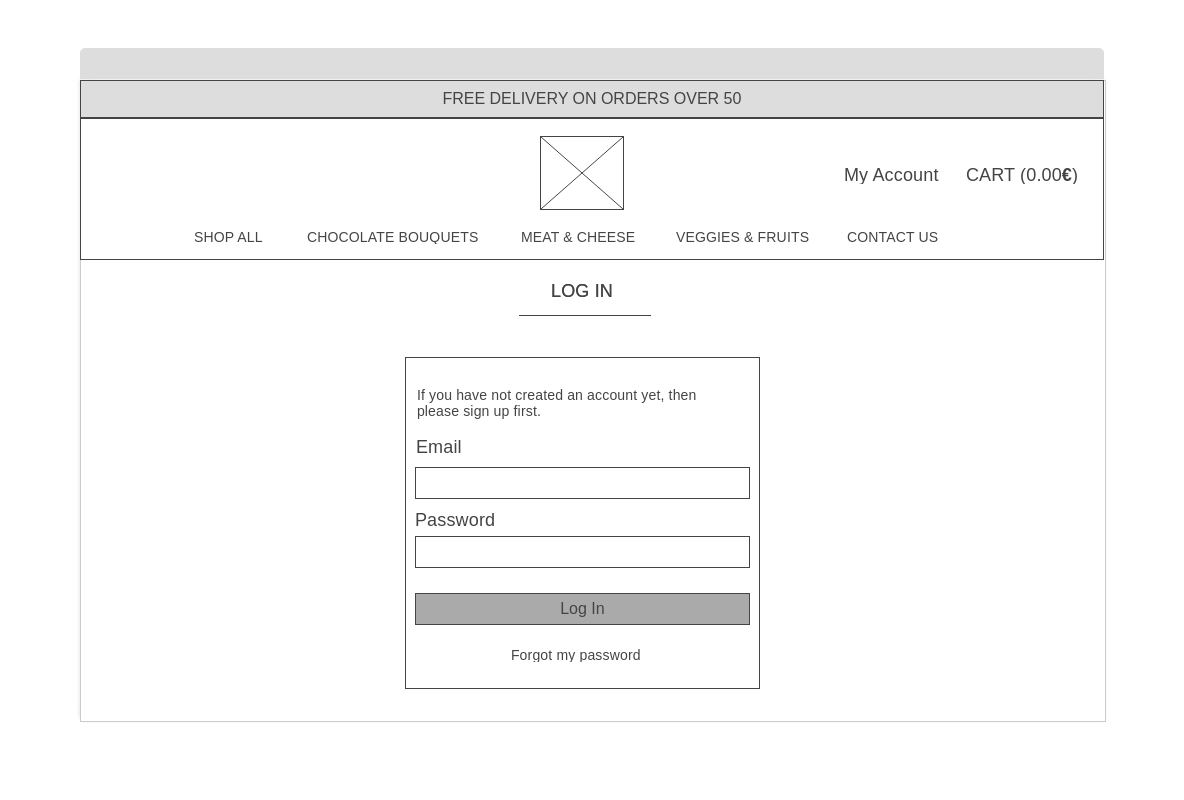 FREE DELIVERY ON ORDERS OVER 50
My Account CART (0.00€)
SHOP ALL CHOCOLATE BOUQUETS MEAT & CHEESE VEGGIES & FRUITS CONTACT US
LOG IN
If you have not created an account yet, then
please sign up first.
Email
Password
Log In
Forgot my password